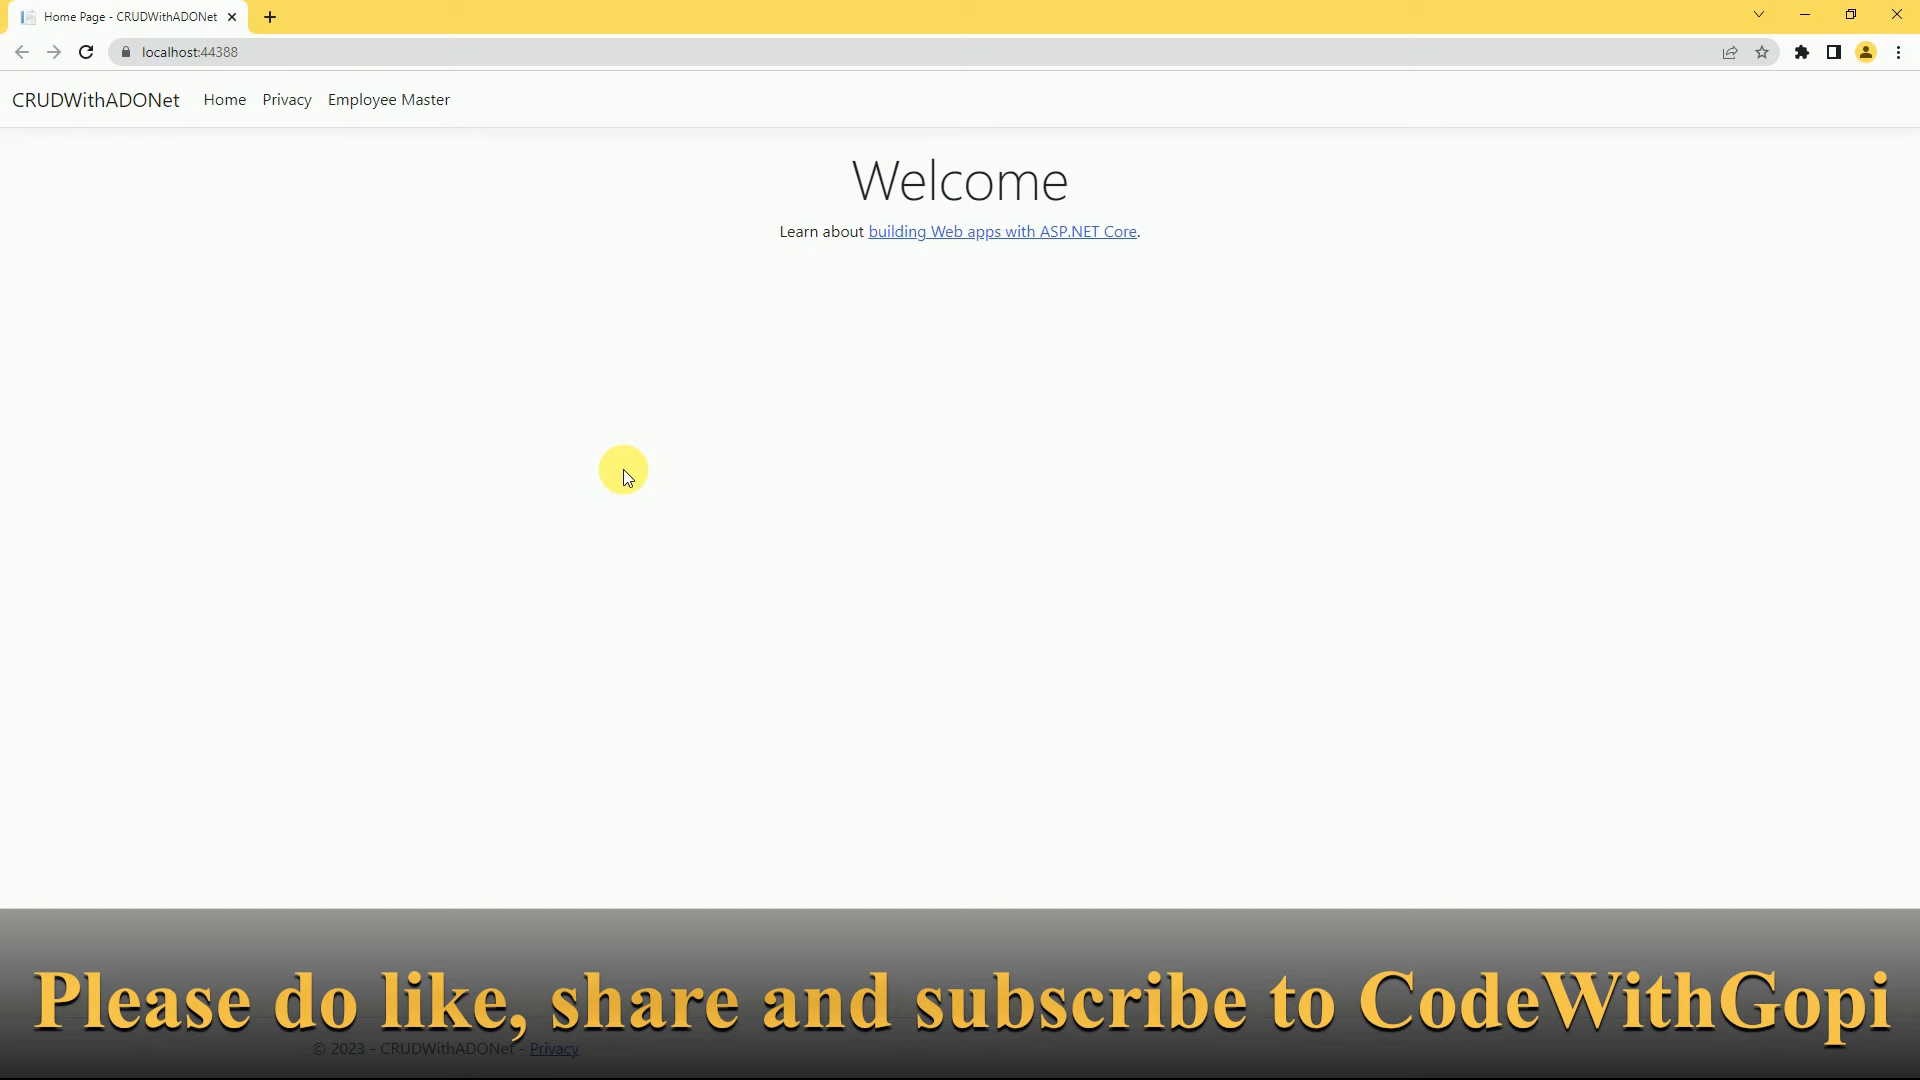 Home Page - CRUDWithADONet
localhost:44388
CRUDWithADONet Home Privacy Employee Master
Welcome
Learn about building Web apps with ASP.NET Core.
Please do like, share and subscribe to CodeWithGopi
© 2023 - CRUDWithADONet - Privacy